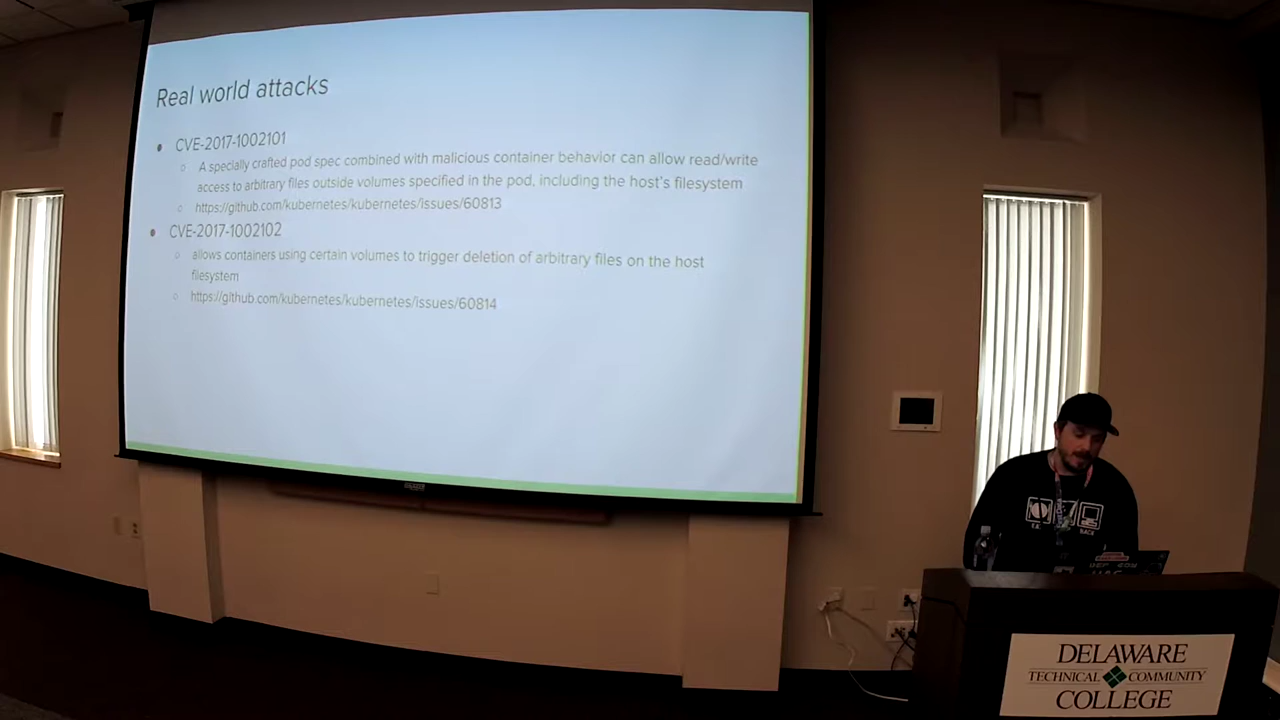 Real world attacks
CVE-2017-1002101
A specially crafted pod spec combined with malicious container behavior can allow read/write
access to arbitrary files outside volumes specified in the pod, including the host's filesystem
https://github.com/kubernetes/kubernetes/issues/60813
CVE-2017-1002102
allows containers using certain volumes to trigger deletion of arbitrary files on the host
filesystem
https://github.com/kubernetes/kubernetes/issues/60814
DELAWARE
TECHNICAL COMMUNITY
COLLEGE